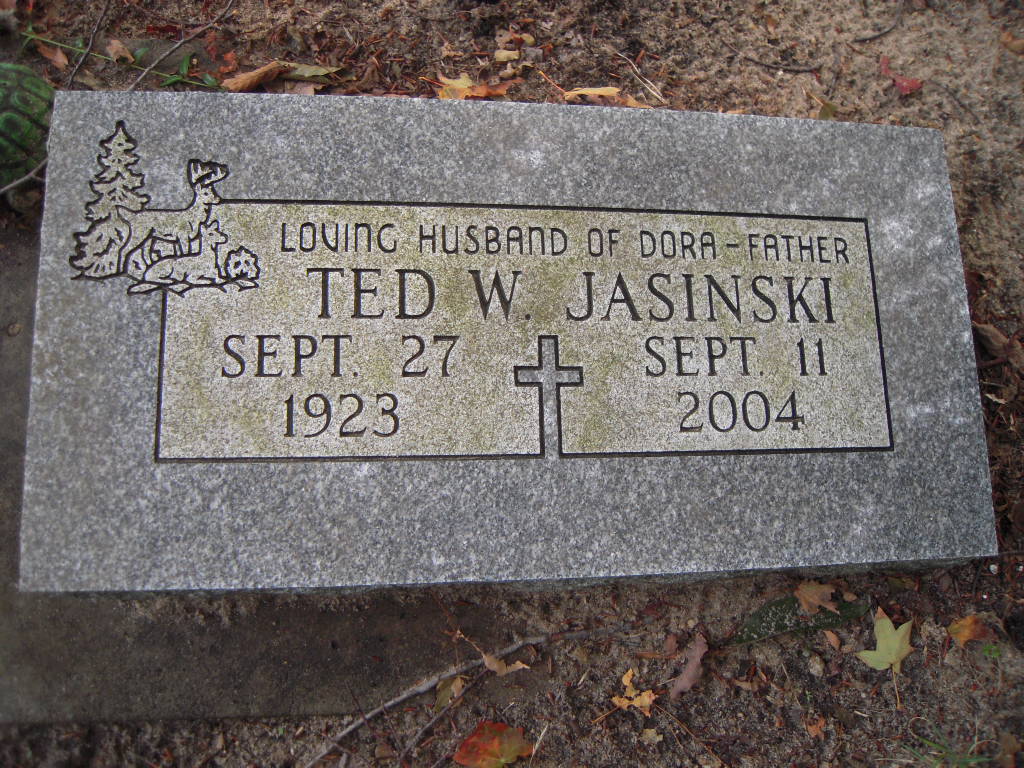 LOVING HUSBAND OF DORA - FATHER
TED W. JASINSKI
SEPT. 27 SEPT. 11
1923 2004